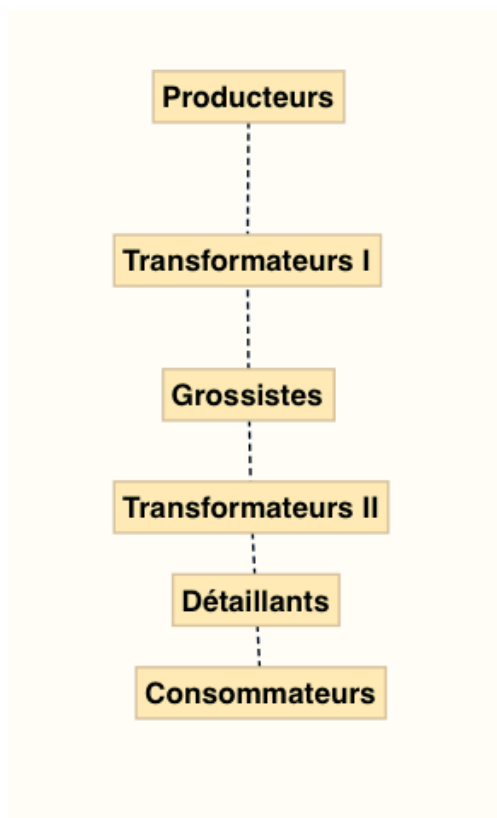 Producteurs
Transformateurs I
Grossistes
Transformateurs II
Détaillants
Consommateurs